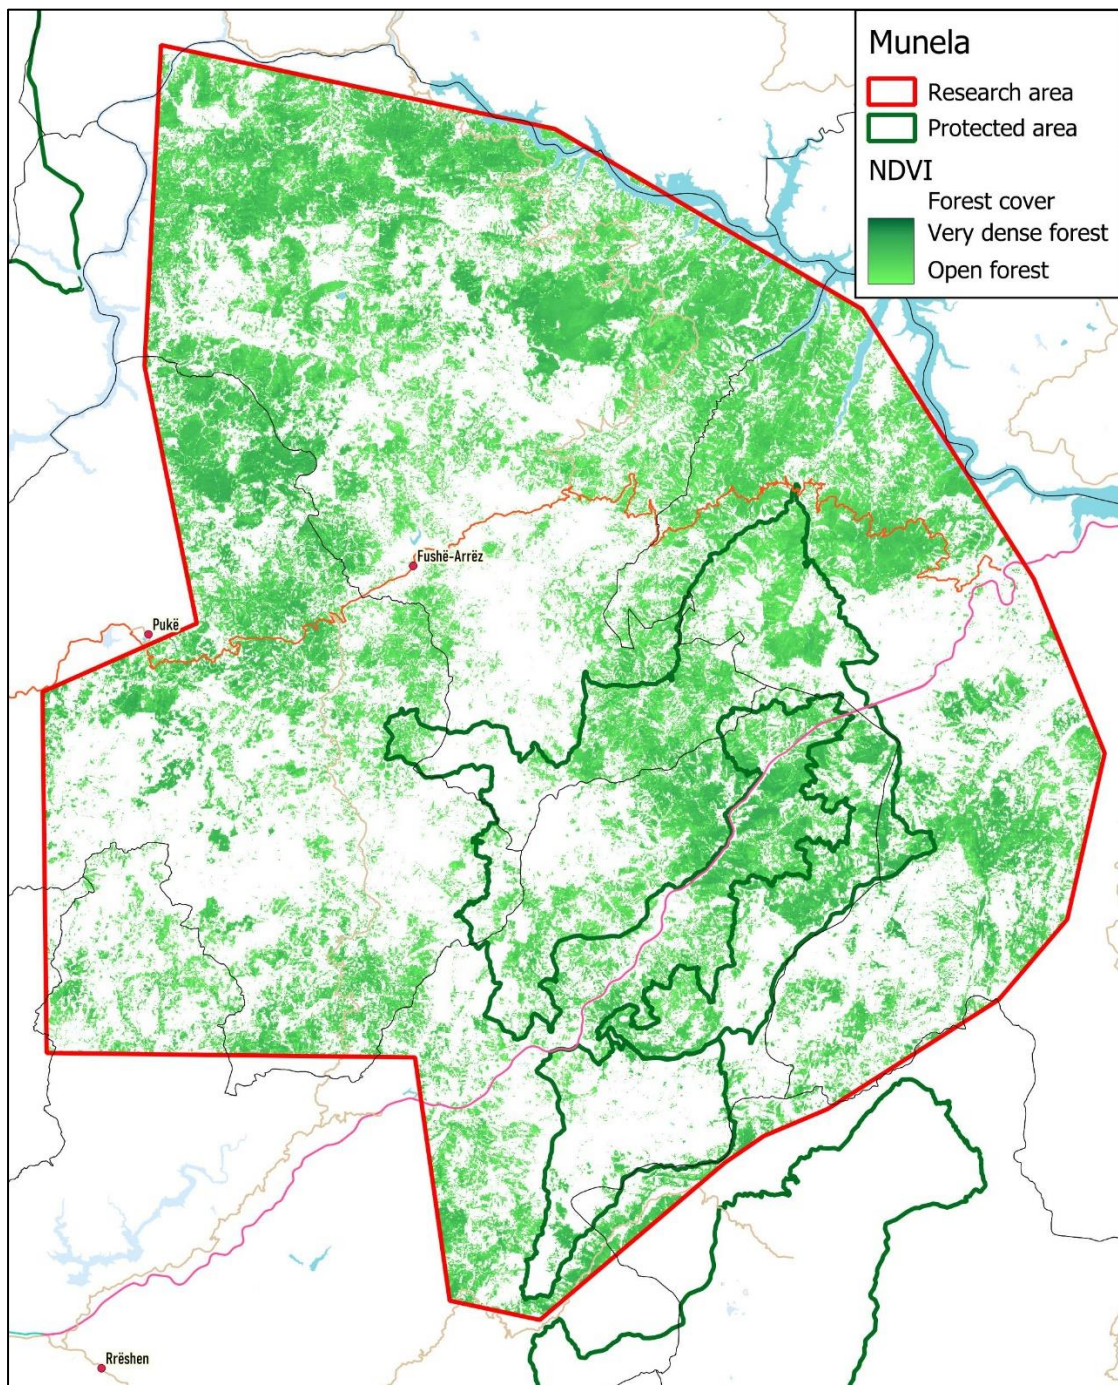 Munela
Research area
Protected area
NDVI
Forest cover
Very dense forest
Open forest
Fushë-Arrëz
Pukë
Rrëshen